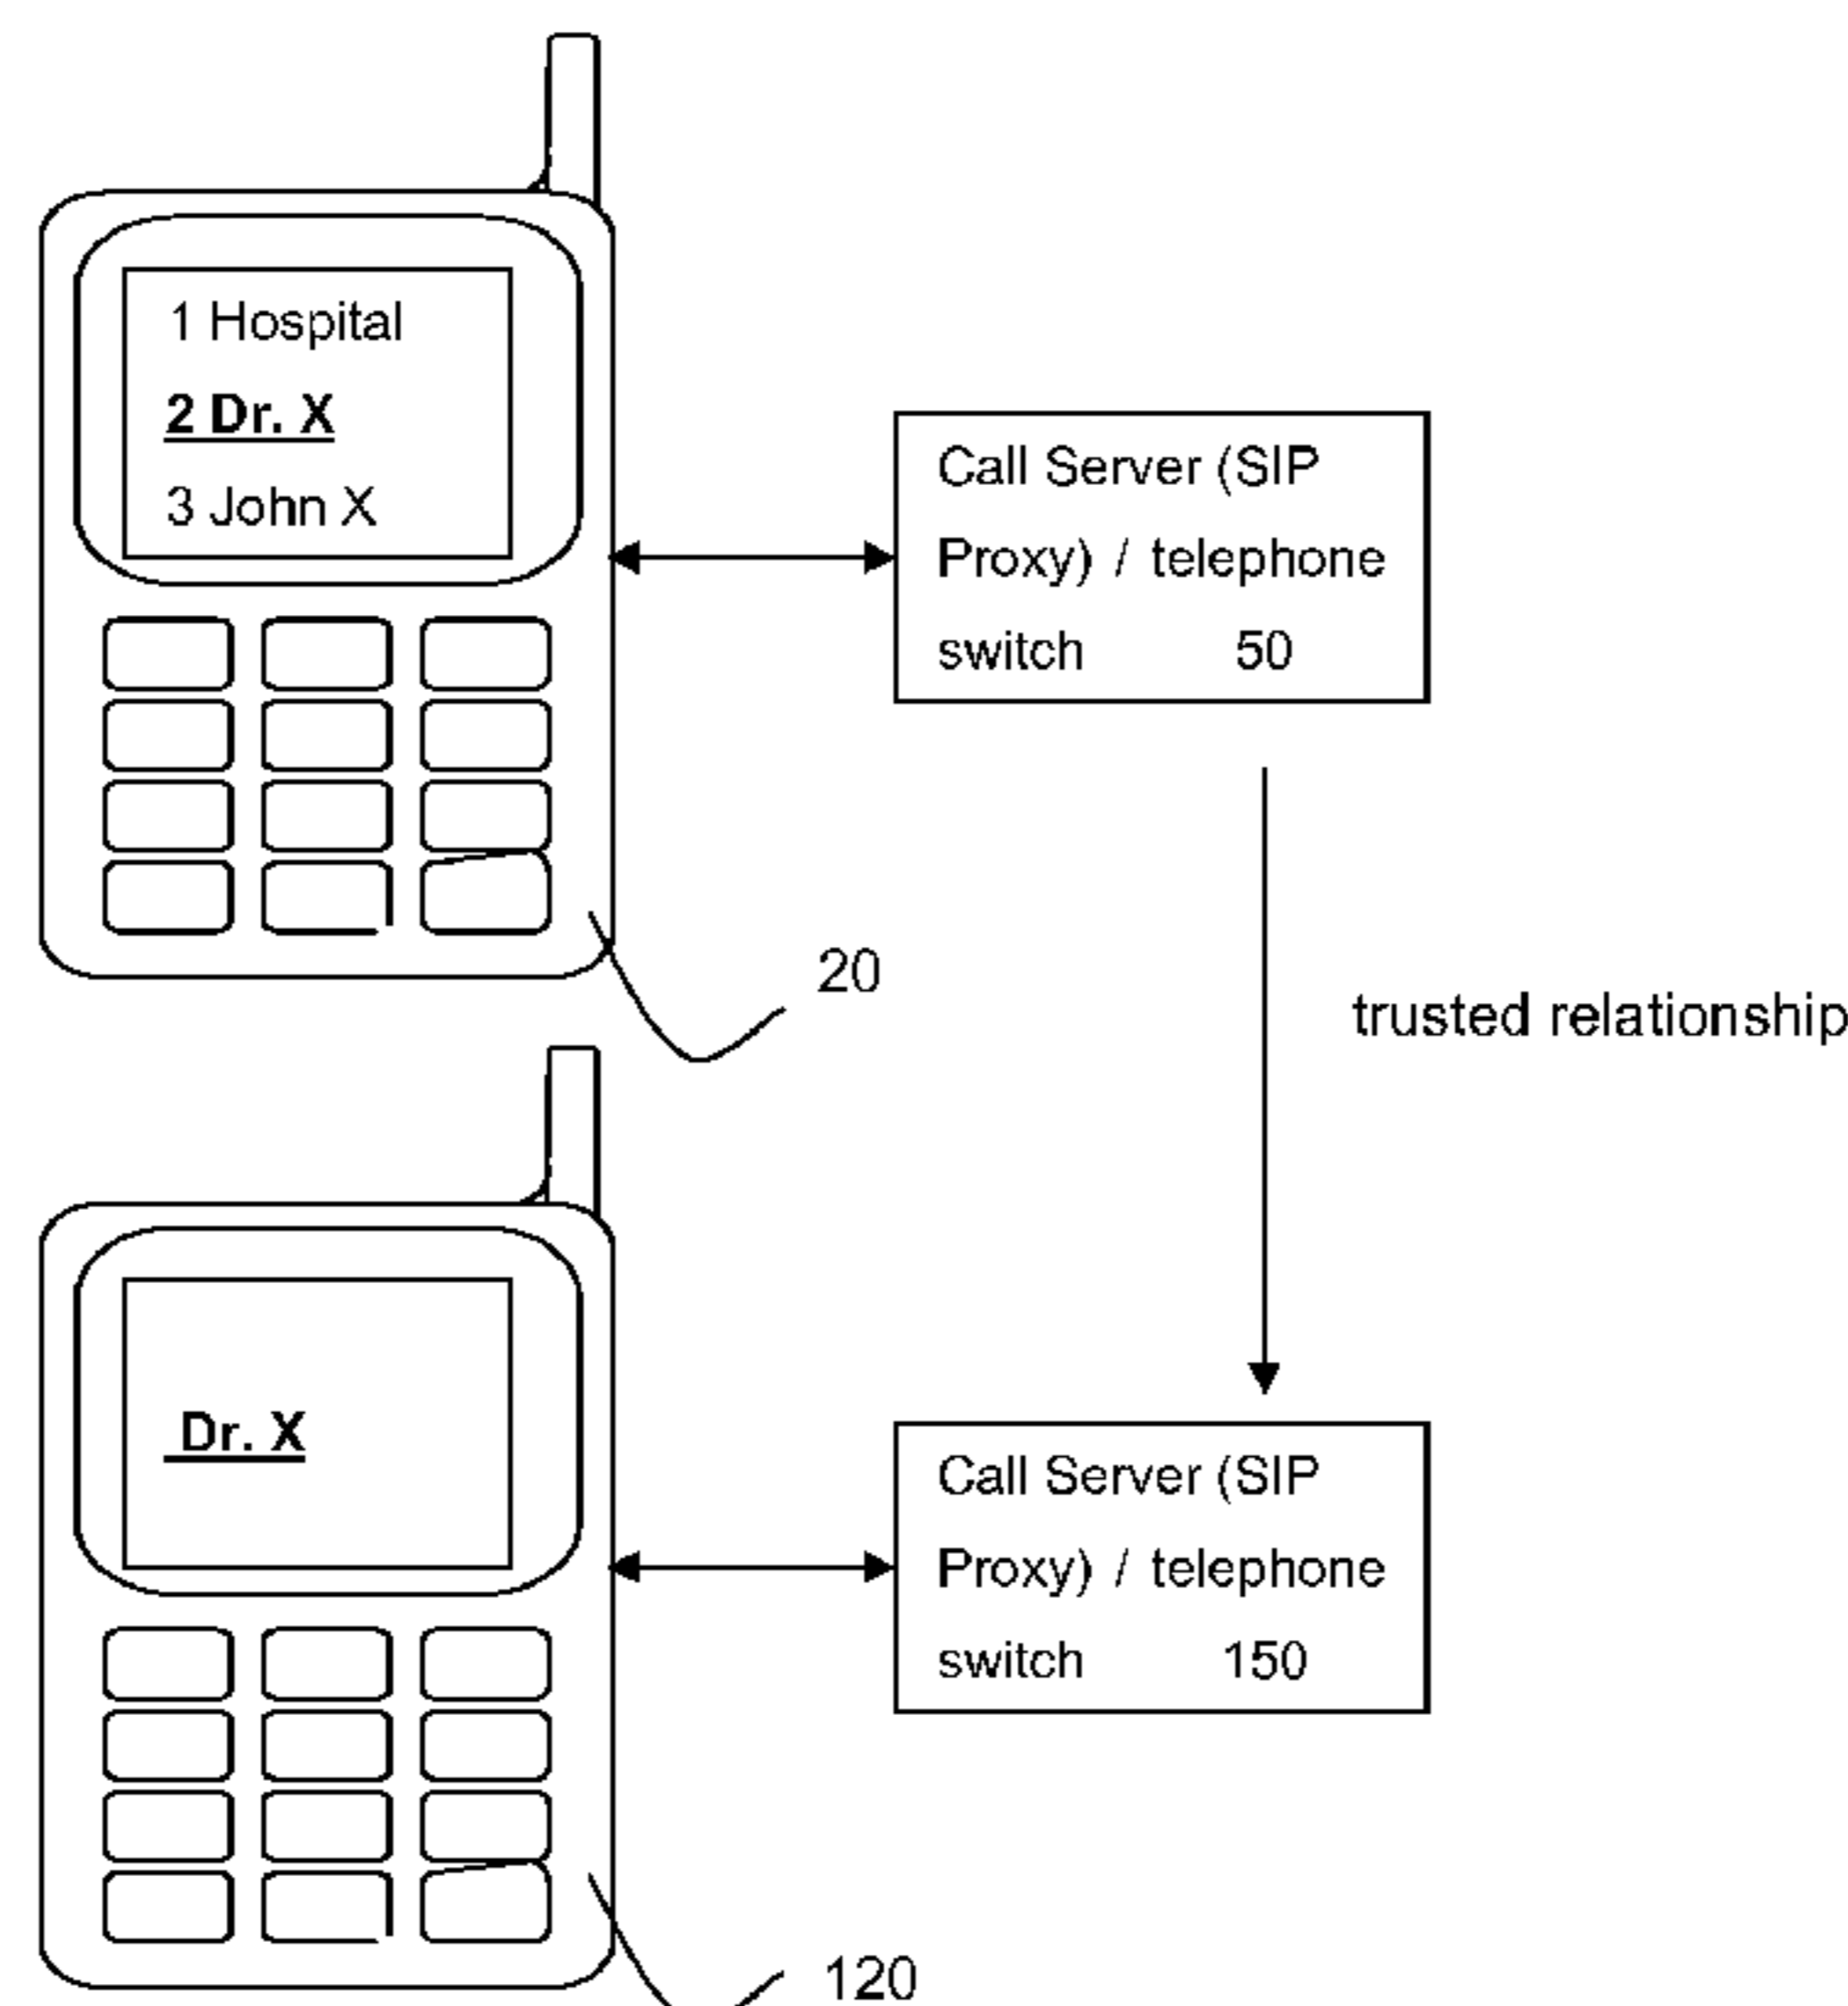 1 Hospital
2 Dr. X
3 John X
Call Server (SIP
Proxy) / telephone
switch 50
20
trusted relationship
Dr. X
Call Server (SIP
Proxy) / telephone
switch 150
120